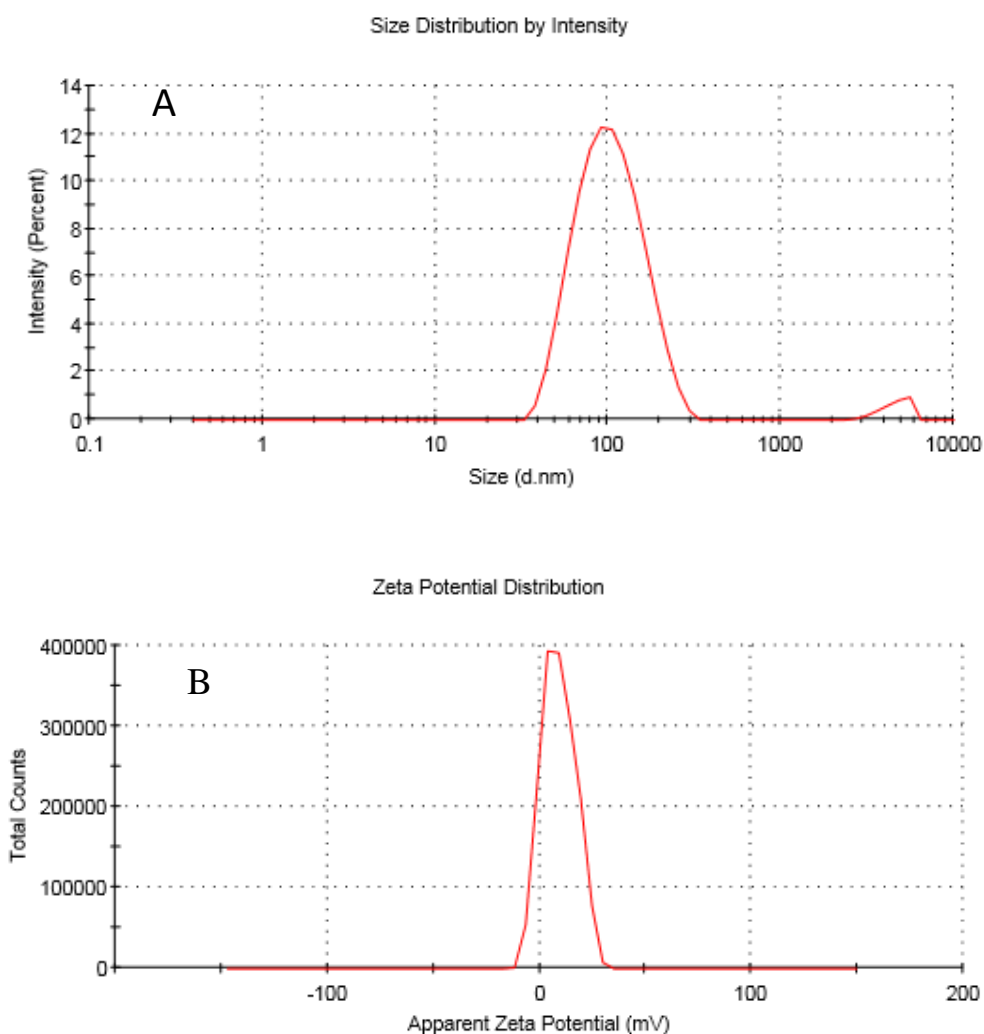 Size Distribution by Intensity
A
14
12
10
8
6
4
2
0
Intensity (Percent)
0.1 1 10 100 1000 10000
Size (d.nm)
Zeta Potential Distribution
B
400000
300000
200000
100000
0
Total Counts
-100 0 100 200
Apparent Zeta Potential (mV)